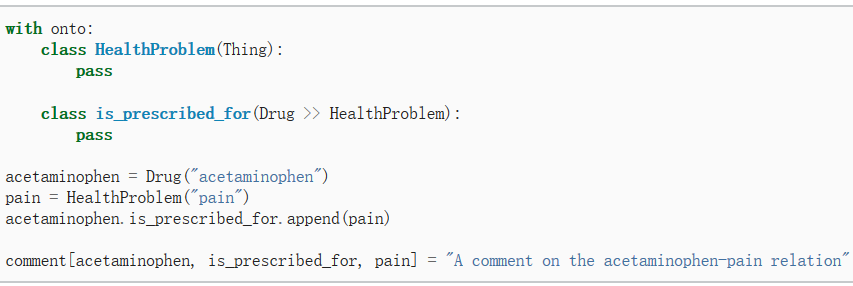 with onto:
    class HealthProblem(Thing):
        pass

    class is_prescribed_for(Drug >> HealthProblem):
        pass

acetaminophen = Drug("acetaminophen")
pain = HealthProblem("pain")
acetaminophen.is_prescribed_for.append(pain)

comment[acetaminophen, is_prescribed_for, pain] = "A comment on the acetaminophen-pain relation"